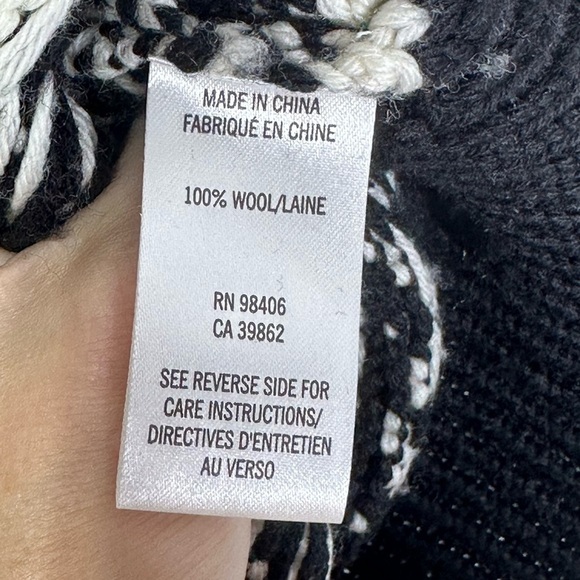 MADE IN CHINA
FABRIQUÉ EN CHINE
100% WOOL/LAINE
RN 98406
CA 39862
SEE REVERSE SIDE FOR
CARE INSTRUCTIONS/
DIRECTIVES D'ENTRETIEN
AU VERSO